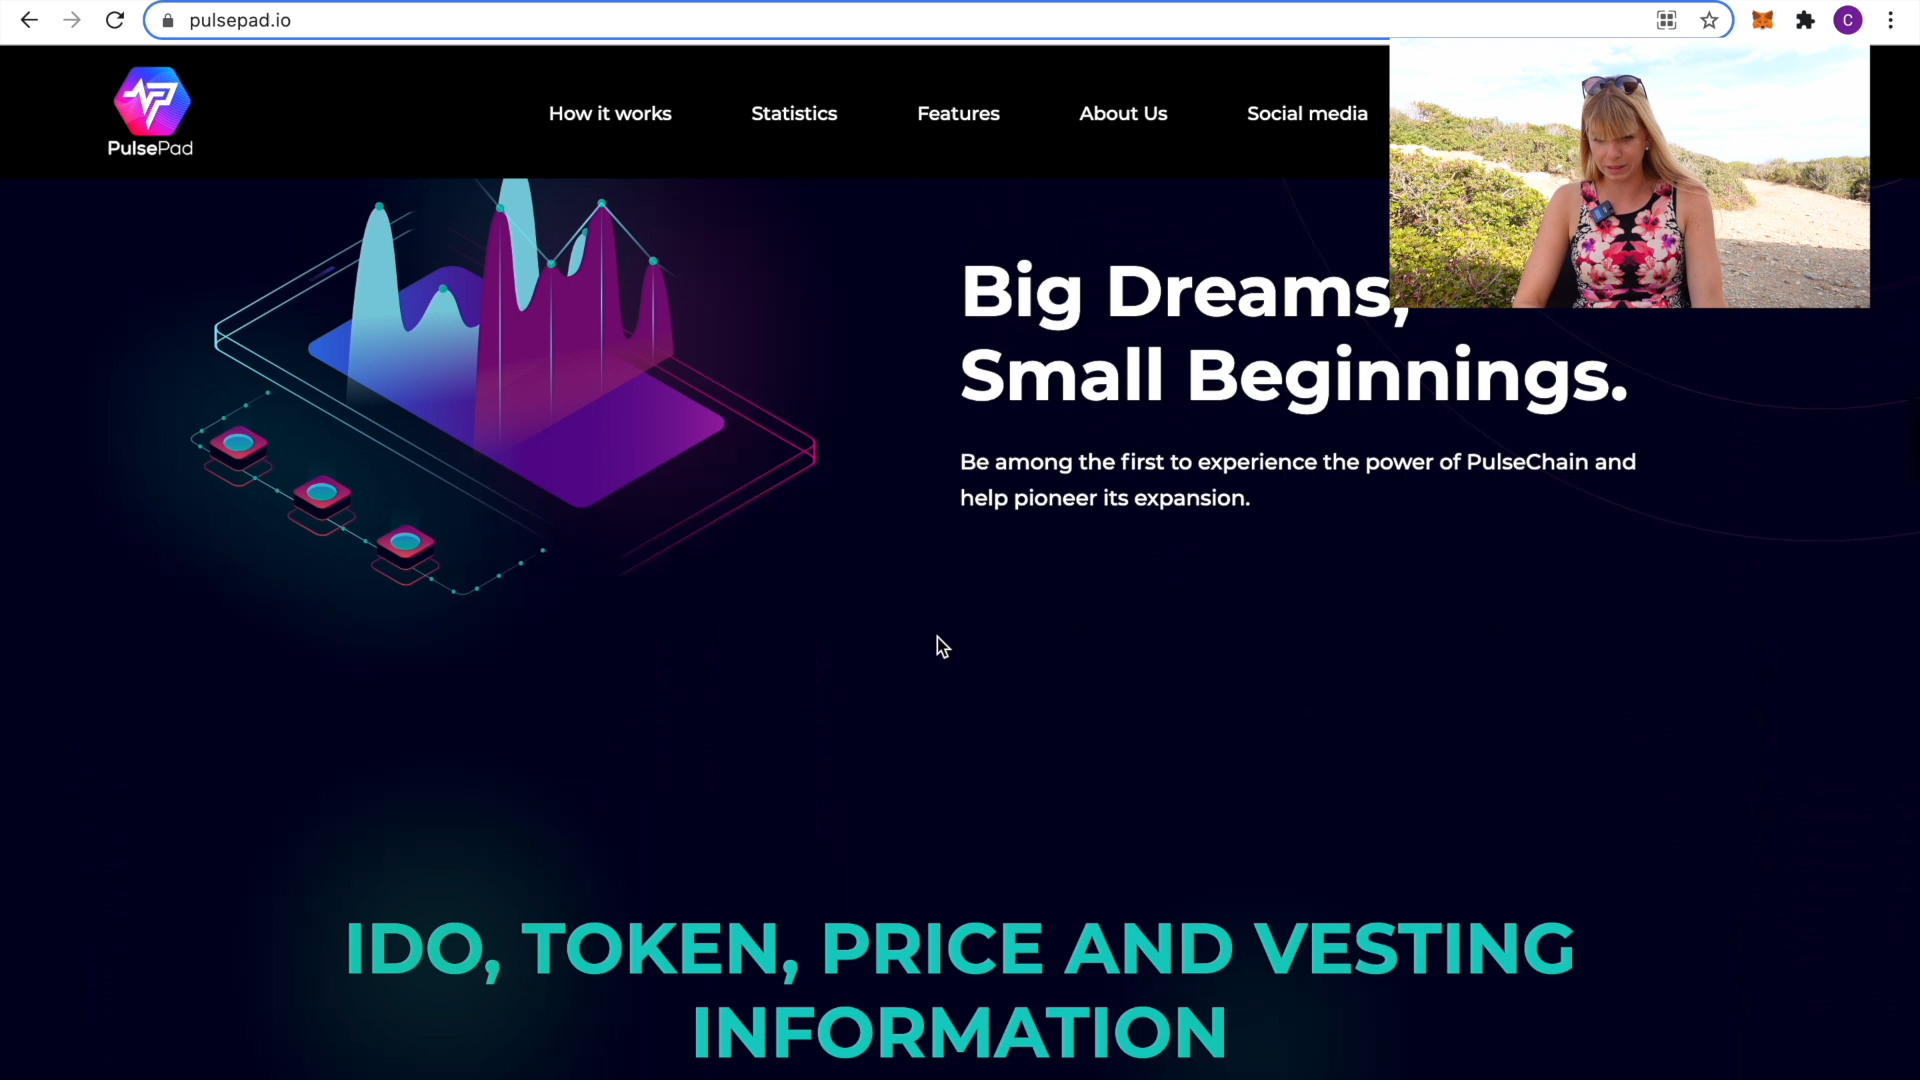 pulsepad.io
C
PulsePad
How it works
Statistics
Features
About Us
Social media
Big Dreams,
Small Beginnings.
Be among the first to experience the power of PulseChain and
help pioneer its expansion.
IDO, TOKEN, PRICE AND VESTING
INFORMATION